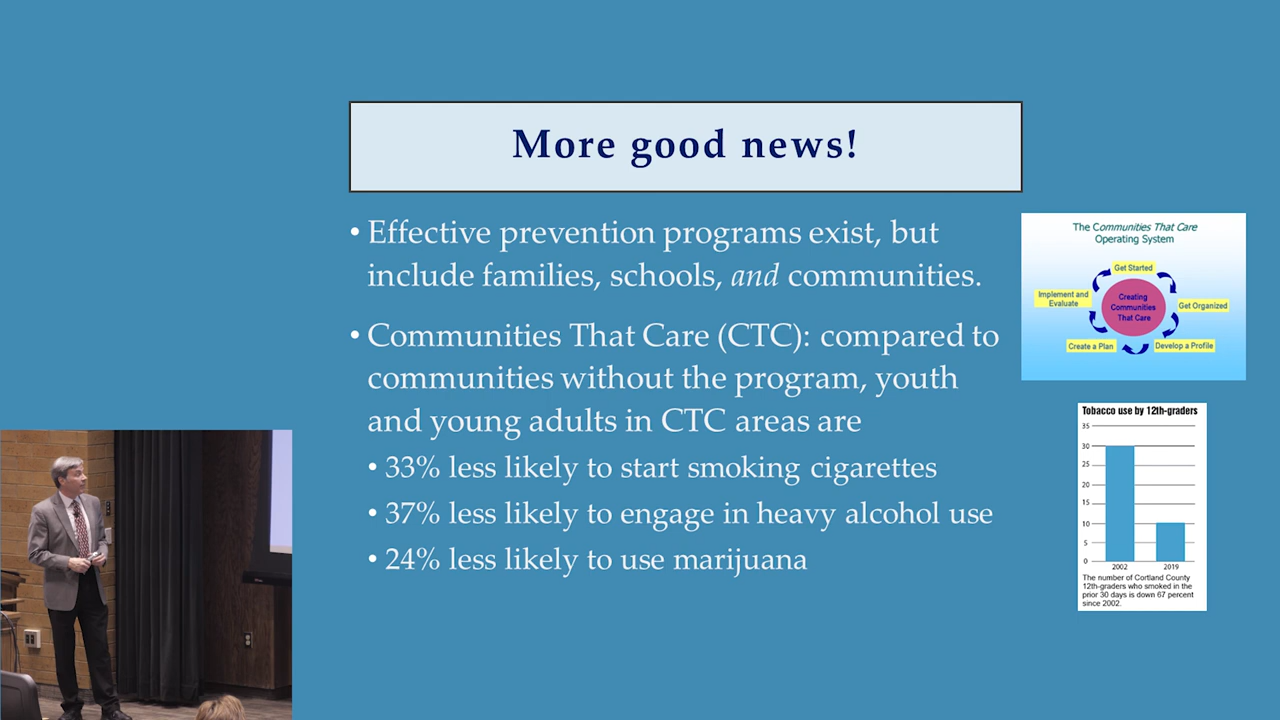 More good news!
• Effective prevention programs exist, but
include families, schools, and communities.
• Communities That Care (CTC): compared to
communities without the program, youth
and young adults in CTC areas are
• 33% less likely to start smoking cigarettes
• 37% less likely to engage in heavy alcohol use
• 24% less likely to use marijuana
The Communities That Care
Operating System
Get Started
Get Organized
Develop a Profile
Create a Plan
Implement and
Evaluate
Creating
Communities
That Care
Tobacco use by 12th-graders
35
30
25
20
15
10
5
0
2002 2019
The number of Cortland County
12th-graders who smoked in the
prior 30 days is down 67 percent
since 2002.